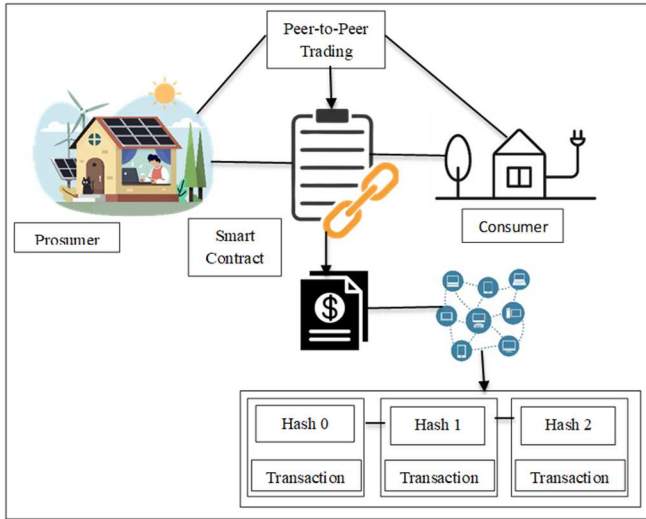 Peer-to-Peer
Trading
Prosumer
Smart
Contract
Consumer
$
Hash 0
Hash 1
Hash 2
Transaction
Transaction
Transaction